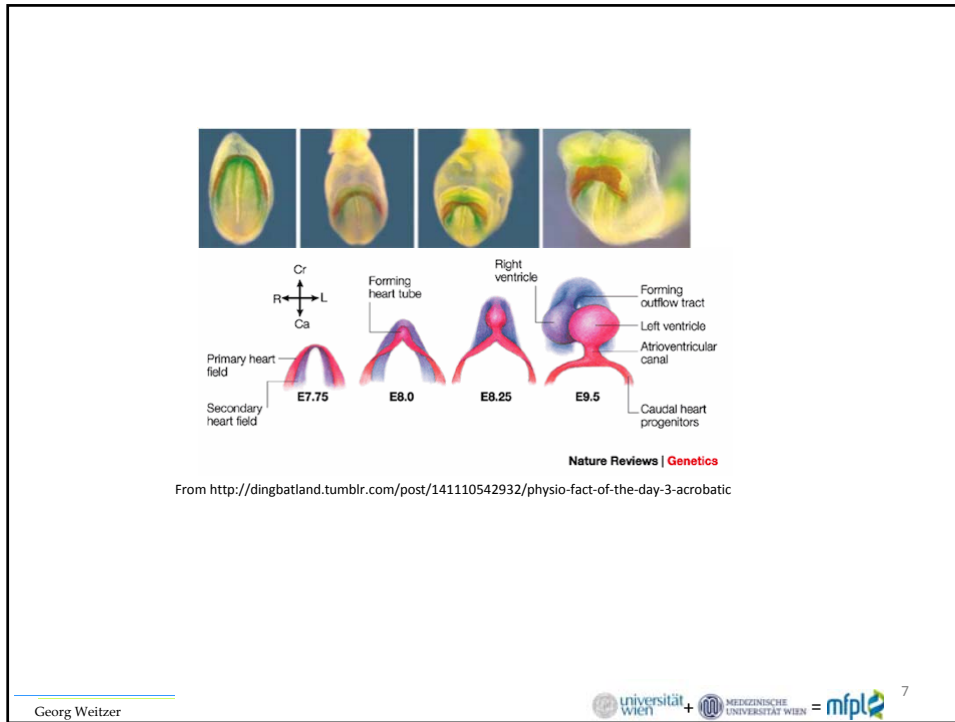 Cr
R L
Ca
Forming
heart tube
Right
ventricle
Forming
outflow tract
Left ventricle
Atrioventricular
canal
Primary heart
field
Secondary
heart field
E7.75 E8.0 E8.25 E9.5
Caudal heart
progenitors
Nature Reviews | Genetics
From http://dingbatland.tumblr.com/post/141110542932/physio-fact-of-the-day-3-acrobatic
Georg Weitzer
universität
wien + MEDIZINISCHE
UNIVERSITÄT WIEN = mfpl
7